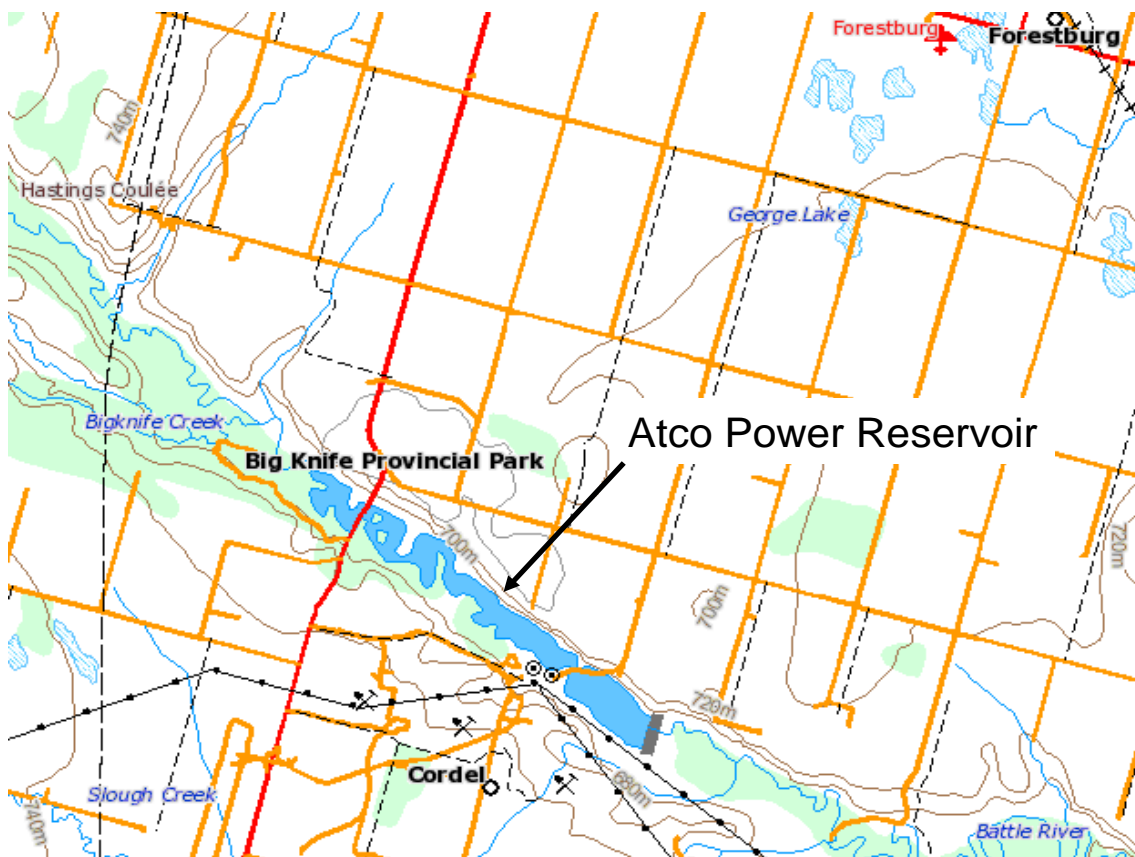 Forestburg
Forestburg
740m
Hastings Coulée
George Lake
Bigknife Creek
Atco Power Reservoir
Big Knife Provincial Park
700m
720m
700m
720m
Cordel
680m
Slough Creek
740m
Battle River